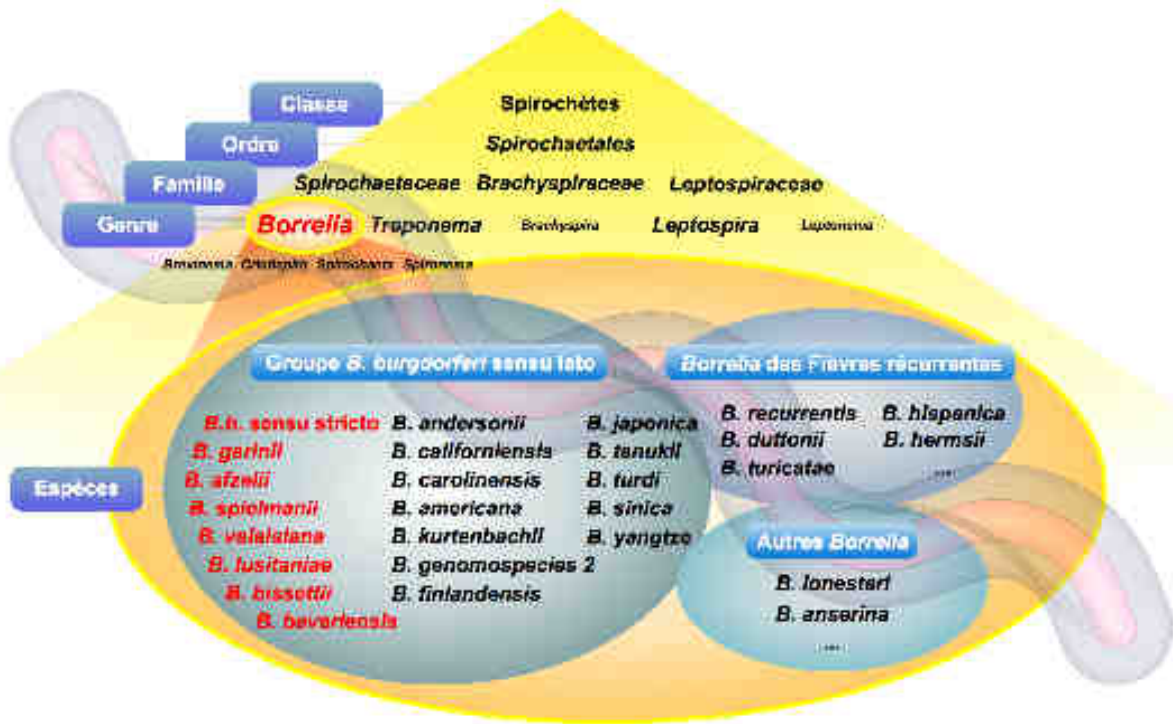 Classe Spirochètes
Ordre Spirochaetales
Famille Spirochaetaceae Brachyspiraceae Leptospiraceae
Genre Borrelia Treponema Brachyspira Leptospira Leptonema
Spironema
Groupe B. burgdorferi sensu lato
B.b. sensu stricto B. andersonii B. japonica
B. garinii B. californiensis B. tanukii
B. afzelii B. carolinensis B. turdi
B. spielmanii B. americana B. sinica
B. valaisiana B. kurtenbachii B. yangtze
B. lusitaniae B. genomospecies 2
B. bissettii B. finlandensis
B. bavariensis
Borrelia des Fièvres récurrentes
B. recurrentis B. hispanica
B. duttonii B. hermsii
B. turicatae ....
Espèces
Autres Borrelia
B. lonestari
B. anserina
....